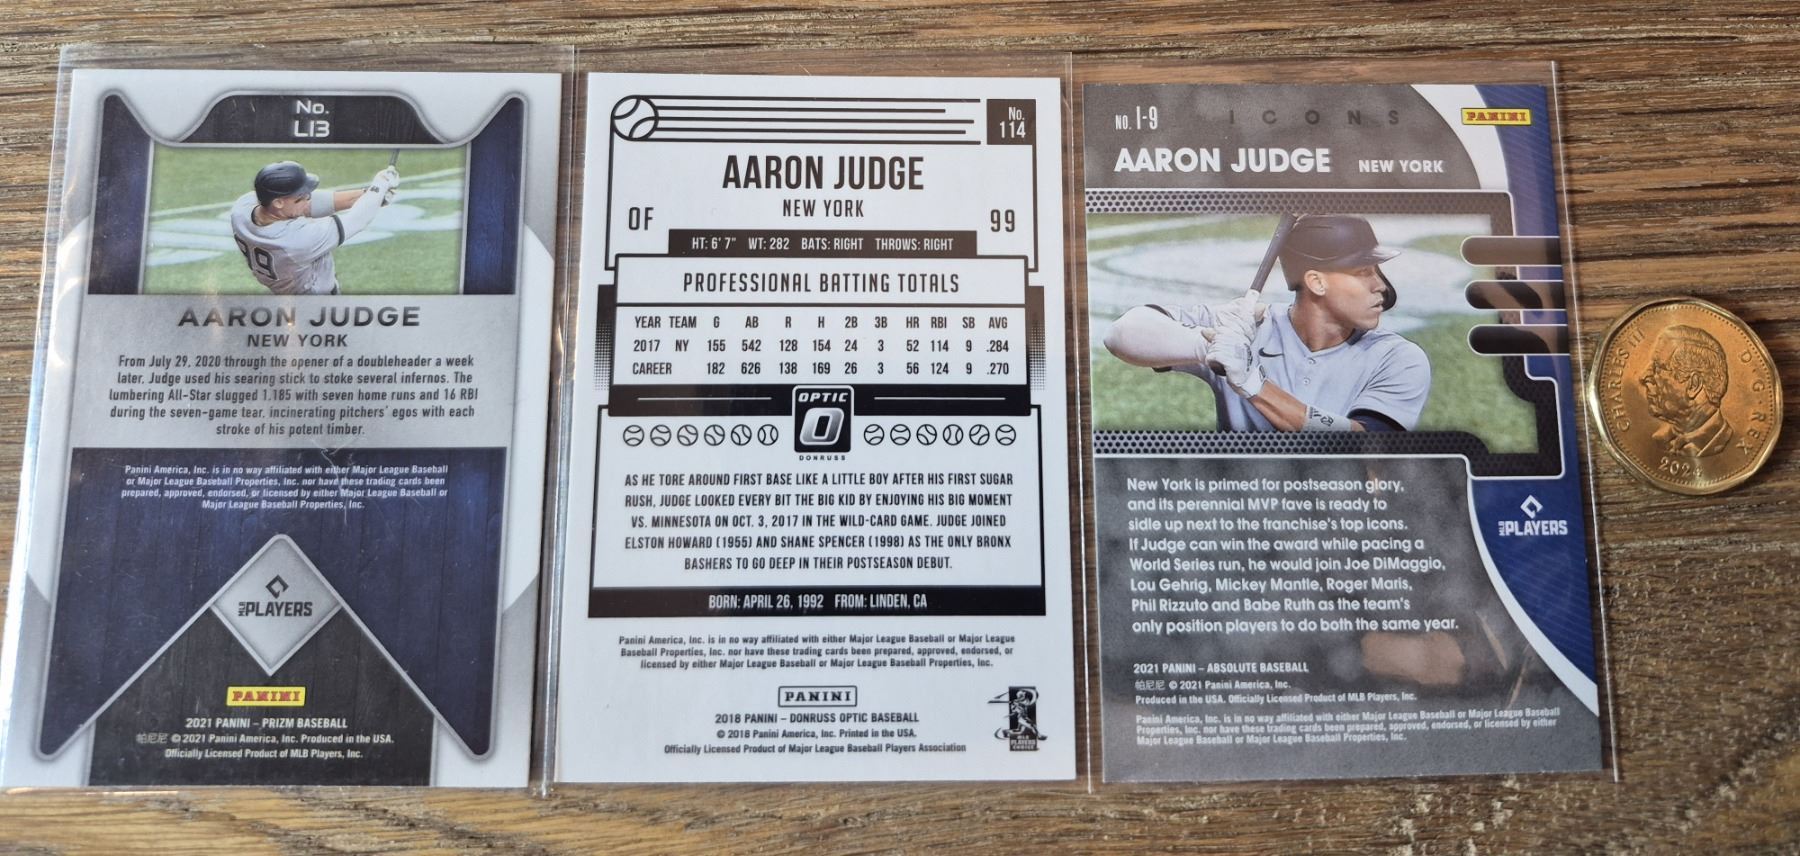 No.
LI3
99
AARON JUDGE
NEW YORK
From July 29, 2020 through the opener of a doubleheader a week
later, Judge used his searing stick to stoke several infernos. The
lumbering All-Star slugged 1.185 with seven home runs and 16 RBI
during the seven-game tear, incinerating pitchers' egos with each
stroke of his potent timber.
Panini America, Inc. is in no way affiliated with either Major League Baseball
or Major League Baseball Properties, Inc. nor have these trading cards been
prepared, approved, endorsed, or licensed by either Major League Baseball or
Major League Baseball Properties, Inc.
MLB PLAYERS
PANINI
2021 PANINI – PRIZM BASEBALL
帕尼尼 © 2021 Panini America, Inc. Produced in the USA.
Officially Licensed Product of MLB Players, Inc.
No.
114
AARON JUDGE
NEW YORK
OF
99
HT: 6' 7" WT: 282 BATS: RIGHT THROWS: RIGHT
PROFESSIONAL BATTING TOTALS
YEAR TEAM G AB R H 2B 3B HR RBI SB AVG
2017 NY 155 542 128 154 24 3 52 114 9 .284
CAREER 182 626 138 169 26 3 56 124 9 .270
OPTIC
DONRUSS
AS HE TORE AROUND FIRST BASE LIKE A LITTLE BOY AFTER HIS FIRST SUGAR
RUSH, JUDGE LOOKED EVERY BIT THE BIG KID BY ENJOYING HIS BIG MOMENT
VS. MINNESOTA ON OCT. 3, 2017 IN THE WILD-CARD GAME. JUDGE JOINED
ELSTON HOWARD (1955) AND SHANE SPENCER (1998) AS THE ONLY BRONX
BASHERS TO GO DEEP IN THEIR POSTSEASON DEBUT.
BORN: APRIL 26, 1992 FROM: LINDEN, CA
Panini America, Inc. is in no way affiliated with either Major League Baseball or Major League
Baseball Properties, Inc. nor have these trading cards been prepared, approved, endorsed, or
licensed by either Major League Baseball or Major League Baseball Properties, Inc.
PANINI
2018 PANINI – DONRUSS OPTIC BASEBALL
© 2018 Panini America, Inc. Printed in the USA.
Officially Licensed Product of Major League Baseball Players Association
MLB
PLAYERS
CHOICE
NO. I-9
ICONS
PANINI
AARON JUDGE NEW YORK
New York is primed for postseason glory,
and its perennial MVP fave is ready to
sidle up next to the franchise's top icons.
If Judge can win the award while pacing a
World Series run, he would join Joe DiMaggio,
Lou Gehrig, Mickey Mantle, Roger Maris,
Phil Rizzuto and Babe Ruth as the team's
only position players to do both the same year.
MLB PLAYERS
2021 PANINI – ABSOLUTE BASEBALL
帕尼尼 © 2021 Panini America, Inc.
Produced in the USA. Officially Licensed Product of MLB Players, Inc.
Panini America, Inc. is in no way affiliated with either Major League Baseball or Major League Baseball
Properties, Inc. nor have these trading cards been prepared, approved, endorsed, or licensed by either
Major League Baseball or Major League Baseball Properties, Inc.
CHARLES III D·G·REX
2024